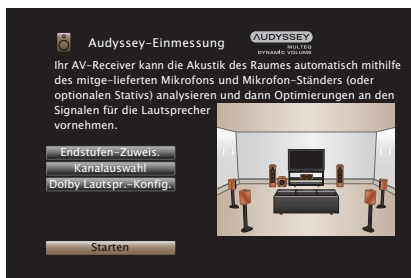 Audyssey-Einmessung
AUDYSSEY
MULTEQ
DYNAMIC VOLUME
Ihr AV-Receiver kann die Akustik des Raumes automatisch mithilfe
des mitge-lieferten Mikrofons und Mikrofon-Ständers (oder
optionalen Stativs) analysieren und dann Optimierungen an den
Signalen für die Lautsprecher
vornehmen.
Endstufen-Zuweis.
Kanalauswahl
Dolby Lautspr.-Konfig.
Starten